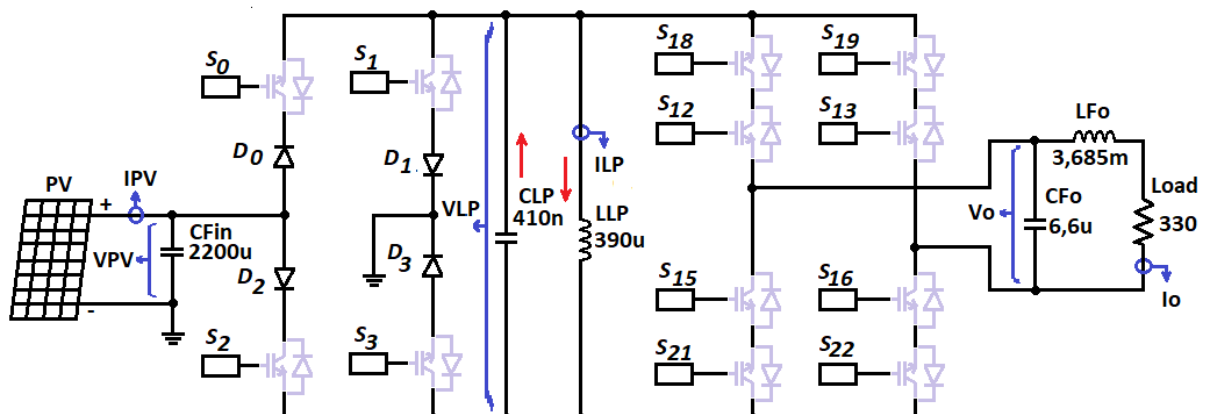 S0
S1
S18
S19
S12
S13
D0
D1
LFo
3,685m
PV
IPV
+
ILP
CLP
410n
VLP
LLP
390u
Vo
CFo
6,6u
Load
330
CFin
2200u
VPV
D2
D3
-
S15
S16
Io
S2
S3
S21
S22